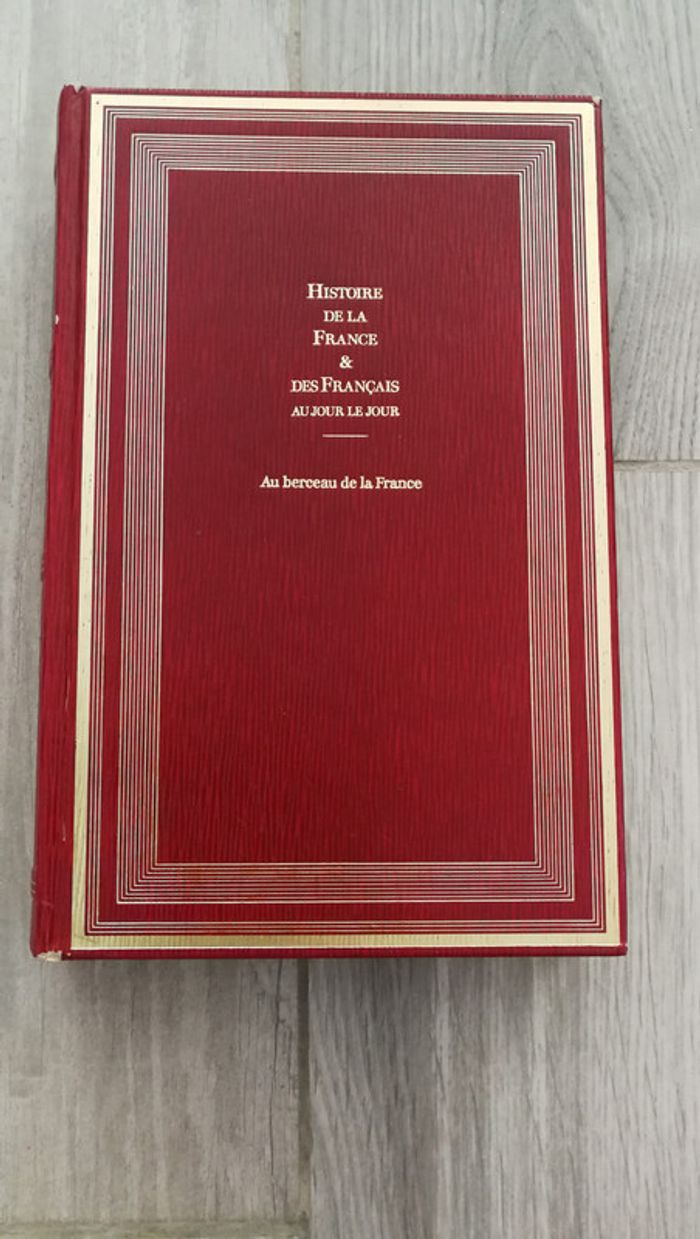 HISTOIRE
DE LA
FRANCE
&
DES FRANÇAIS
AU JOUR LE JOUR
Au berceau de la France